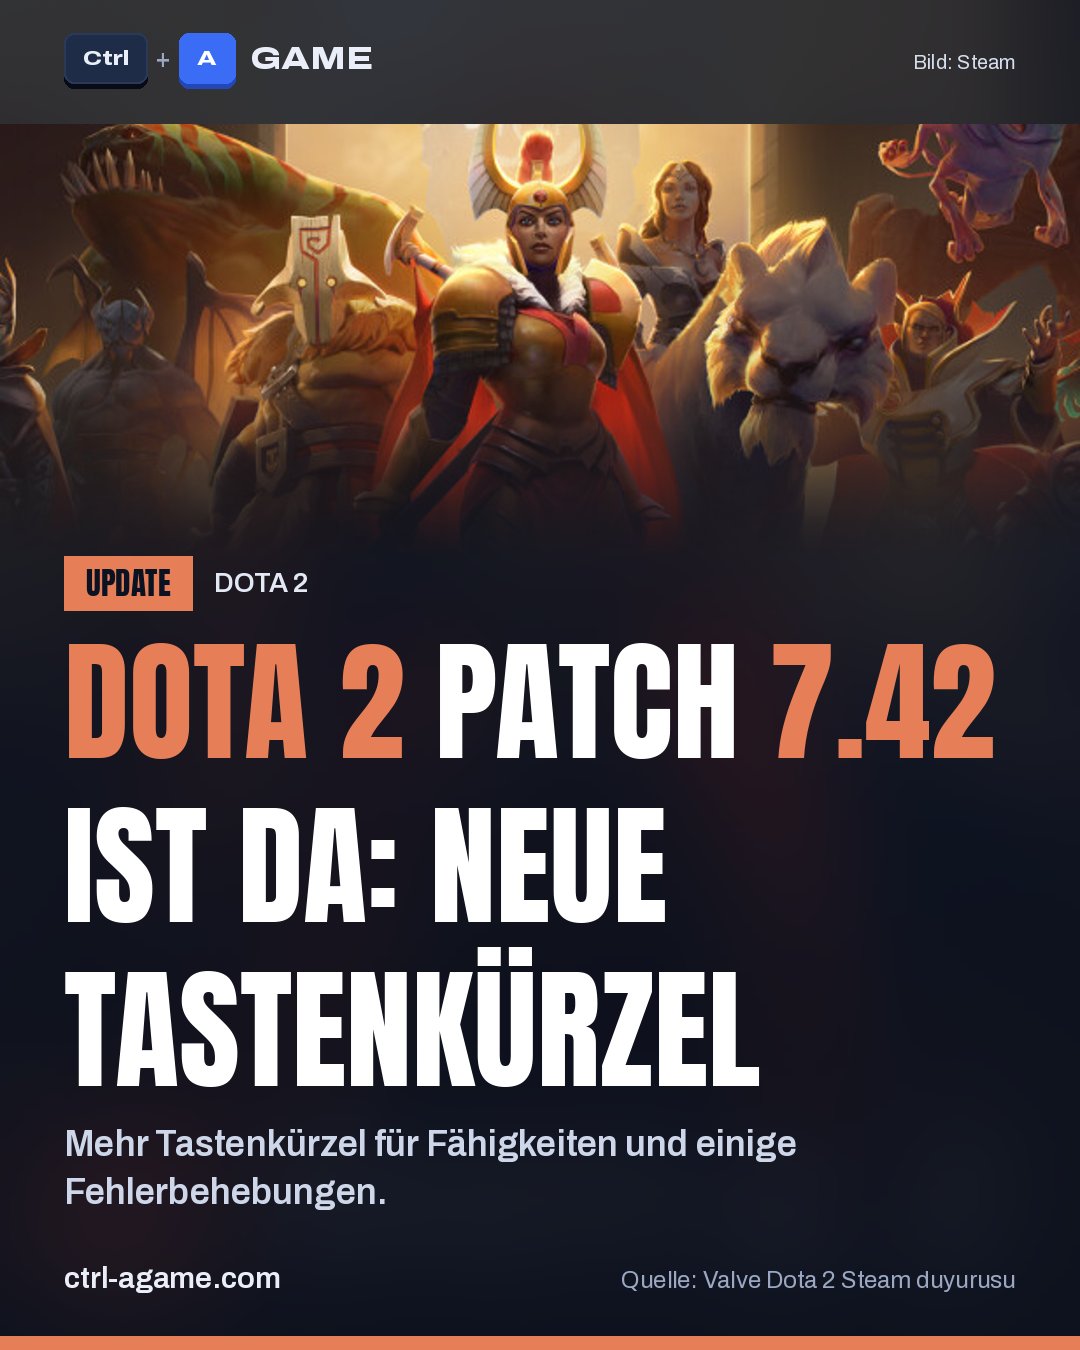 Ctrl + A GAME
Bild: Steam
UPDATE DOTA 2
DOTA 2 PATCH 7.42
IST DA: NEUE
TASTENKÜRZEL
Mehr Tastenkürzel für Fähigkeiten und einige
Fehlerbehebungen.
ctrl-agame.com
Quelle: Valve Dota 2 Steam duyurusu